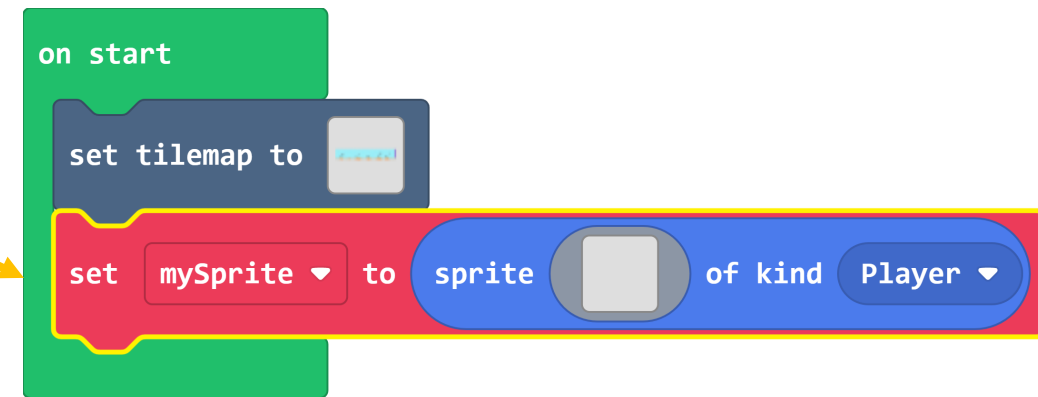 on start
set tilemap to
set mySprite to sprite of kind Player